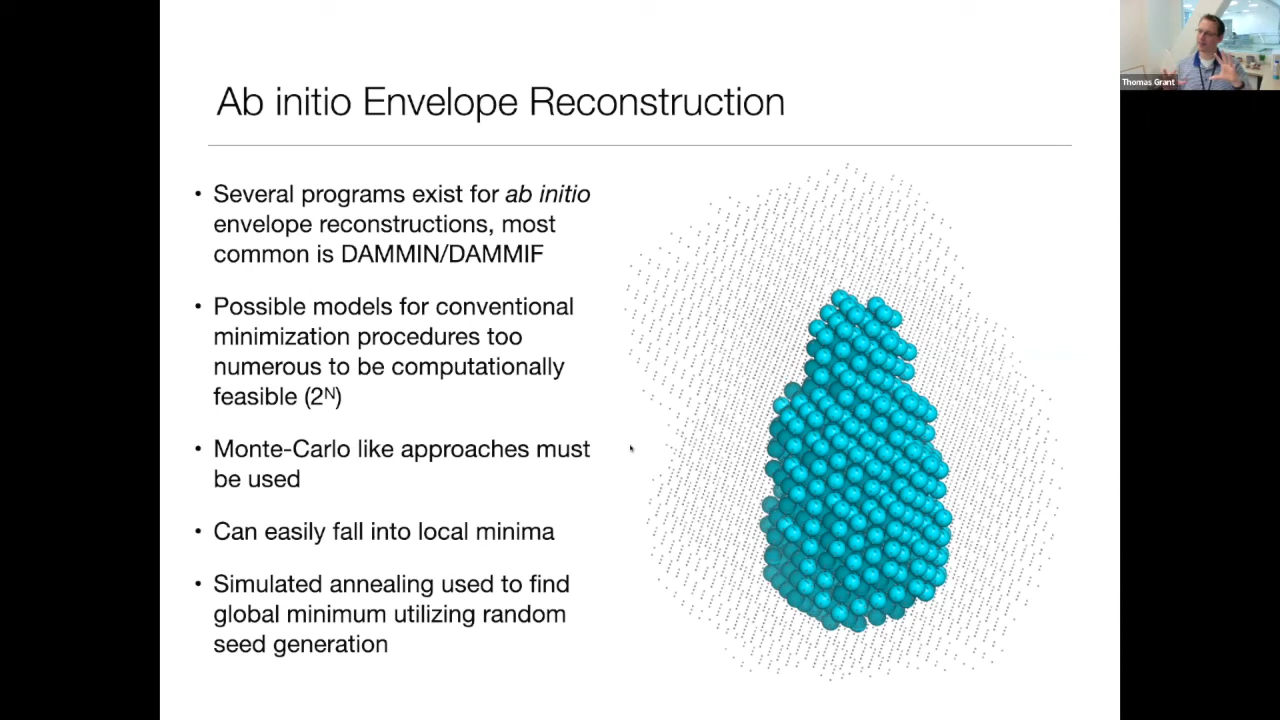 Ab initio Envelope Reconstruction
• Several programs exist for ab initio
envelope reconstructions, most
common is DAMMIN/DAMMIF
• Possible models for conventional
minimization procedures too
numerous to be computationally
feasible (2ᴺ)
• Monte-Carlo like approaches must
be used
• Can easily fall into local minima
• Simulated annealing used to find
global minimum utilizing random
seed generation
Thomas Grant